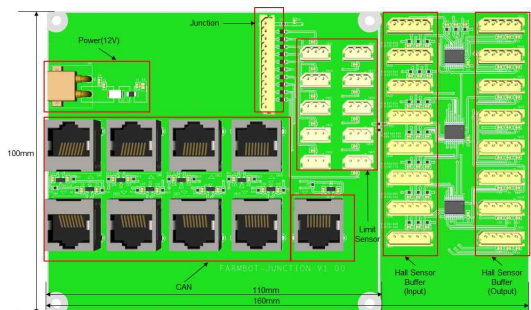 Junction
Power(12V)
100mm
Limit
Sensor
FARMBOT-JUNCTION V1.00
CAN
Hall Sensor
Buffer
(Input)
Hall Sensor
Buffer
(Output)
110mm
160mm